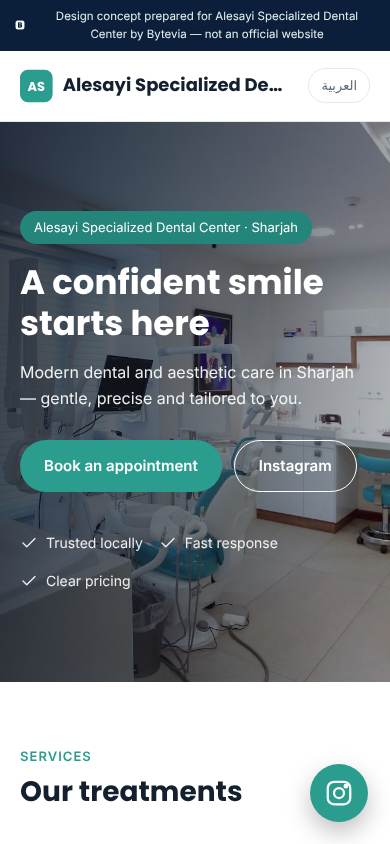 Design concept prepared for Alesayi Specialized Dental
Center by Bytevia — not an official website
B
AS
Alesayi Specialized De...
العربية
Alesayi Specialized Dental Center · Sharjah
A confident smile
starts here
Modern dental and aesthetic care in Sharjah
— gentle, precise and tailored to you.
Book an appointment
Instagram
Trusted locally
Fast response
Clear pricing
SERVICES
Our treatments